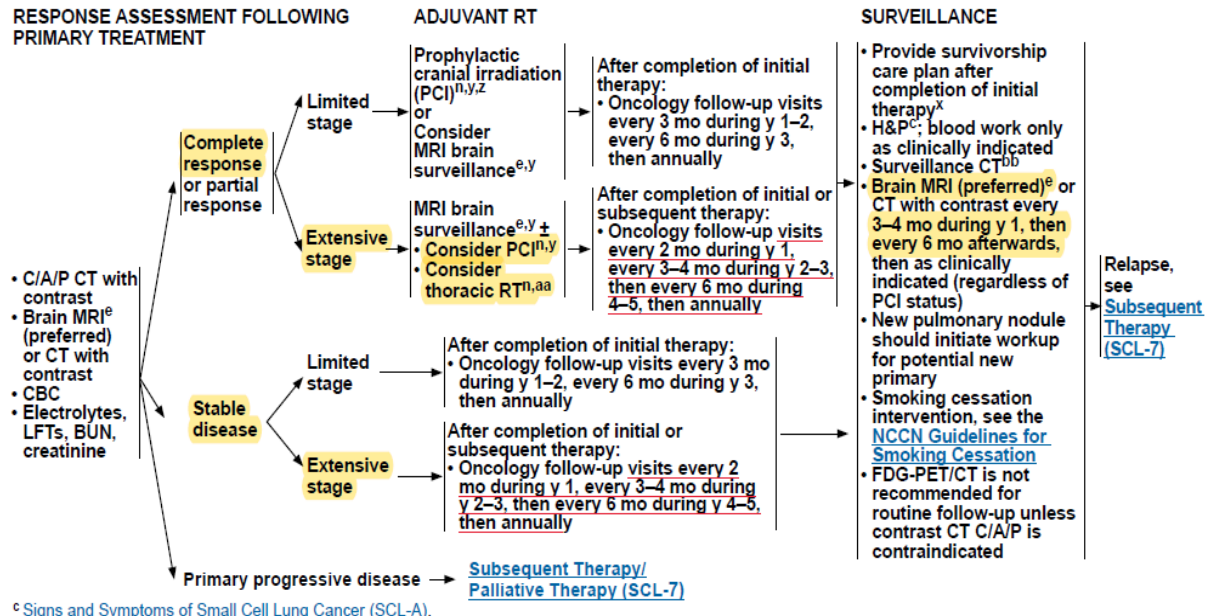 RESPONSE ASSESSMENT FOLLOWING
PRIMARY TREATMENT
ADJUVANT RT
SURVEILLANCE
• C/A/P CT with
contrast
• Brain MRIe
(preferred)
or CT with
contrast
• CBC
• Electrolytes,
LFTs, BUN,
creatinine
Complete
response
or partial
response
Limited
stage
Prophylactic
cranial irradiation
(PCI)n,y,z
or
Consider
MRI brain
surveillancee,y
After completion of initial
therapy:
• Oncology follow-up visits
every 3 mo during y 1–2,
every 6 mo during y 3,
then annually
Extensive
stage
MRI brain
surveillancee,y ±
• Consider PCIn,y
• Consider
thoracic RTn,aa
After completion of initial or
subsequent therapy:
• Oncology follow-up visits
every 2 mo during y 1,
every 3–4 mo during y 2–3,
then every 6 mo during
4–5, then annually
Stable
disease
Limited
stage
After completion of initial therapy:
• Oncology follow-up visits every 3 mo
during y 1–2, every 6 mo during y 3,
then annually
Extensive
stage
After completion of initial or
subsequent therapy:
• Oncology follow-up visits every 2
mo during y 1, every 3–4 mo during
y 2–3, then every 6 mo during y 4–5,
then annually
Primary progressive disease
Subsequent Therapy/
Palliative Therapy (SCL-7)
• Provide survivorship
care plan after
completion of initial
therapyx
• H&Pc; blood work only
as clinically indicated
• Surveillance CTbb
• Brain MRI (preferred)e or
CT with contrast every
3–4 mo during y 1, then
every 6 mo afterwards,
then as clinically
indicated (regardless of
PCI status)
• New pulmonary nodule
should initiate workup
for potential new
primary
• Smoking cessation
intervention, see the
NCCN Guidelines for
Smoking Cessation
• FDG-PET/CT is not
recommended for
routine follow-up unless
contrast CT C/A/P is
contraindicated
Relapse,
see
Subsequent
Therapy
(SCL-7)
c Signs and Symptoms of Small Cell Lung Cancer (SCL-A).